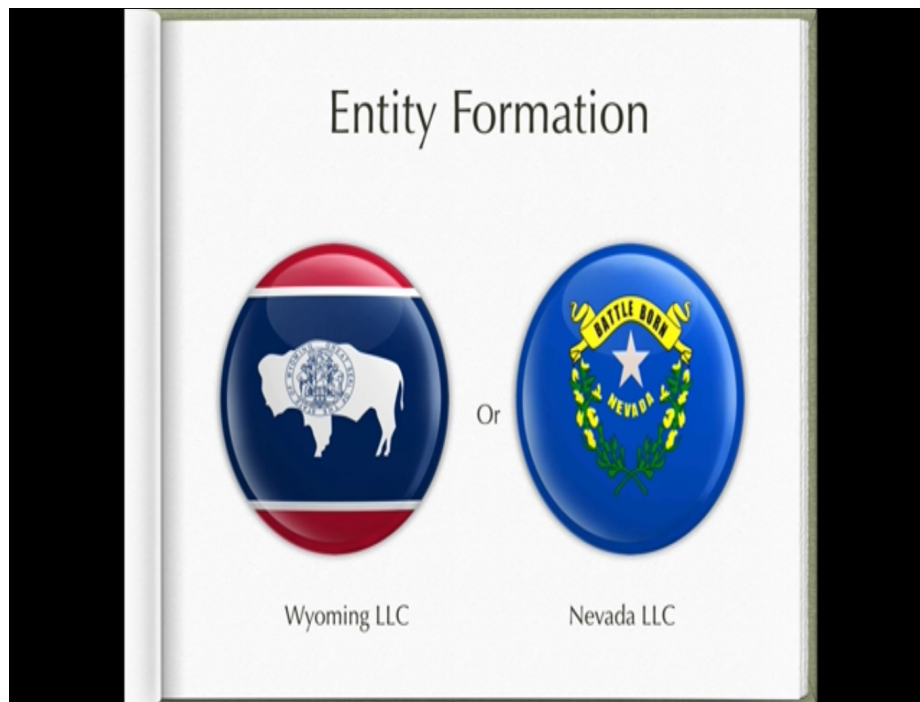 Entity Formation
BATTLE BORN
NEVADA
Or
Wyoming LLC
Nevada LLC